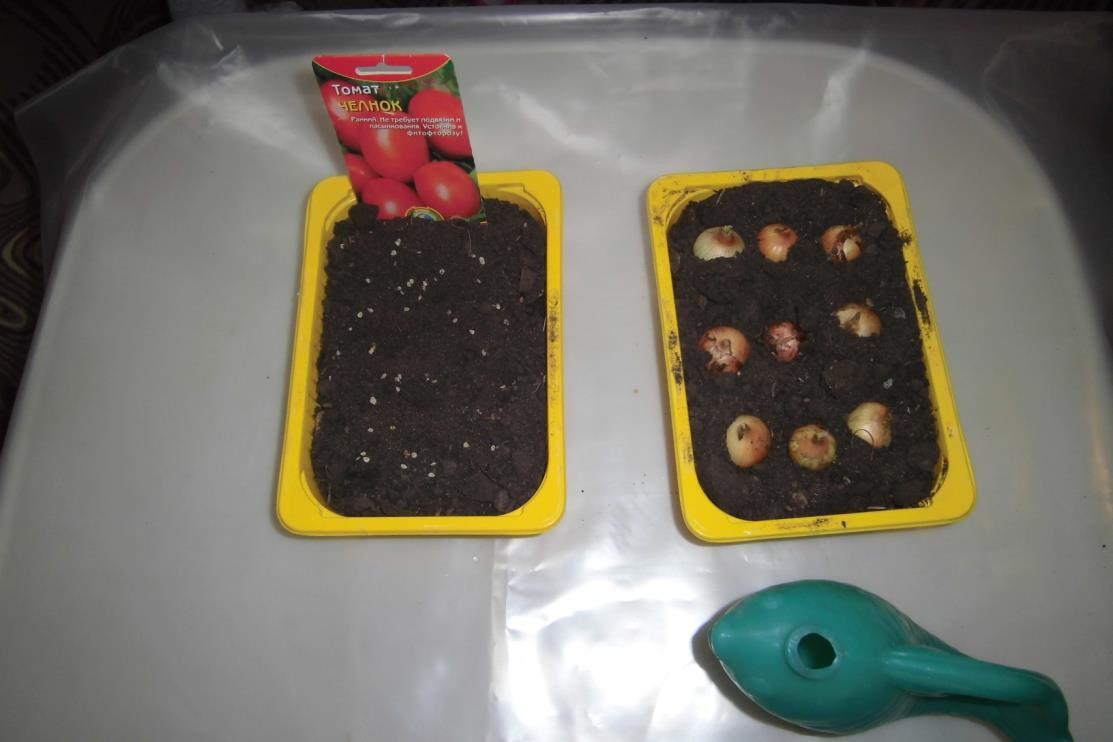 Томат
ЧЕЛНОК
Ранний. Не требует подвязки и
пасынкования. Устойчив к
фитофторозу!